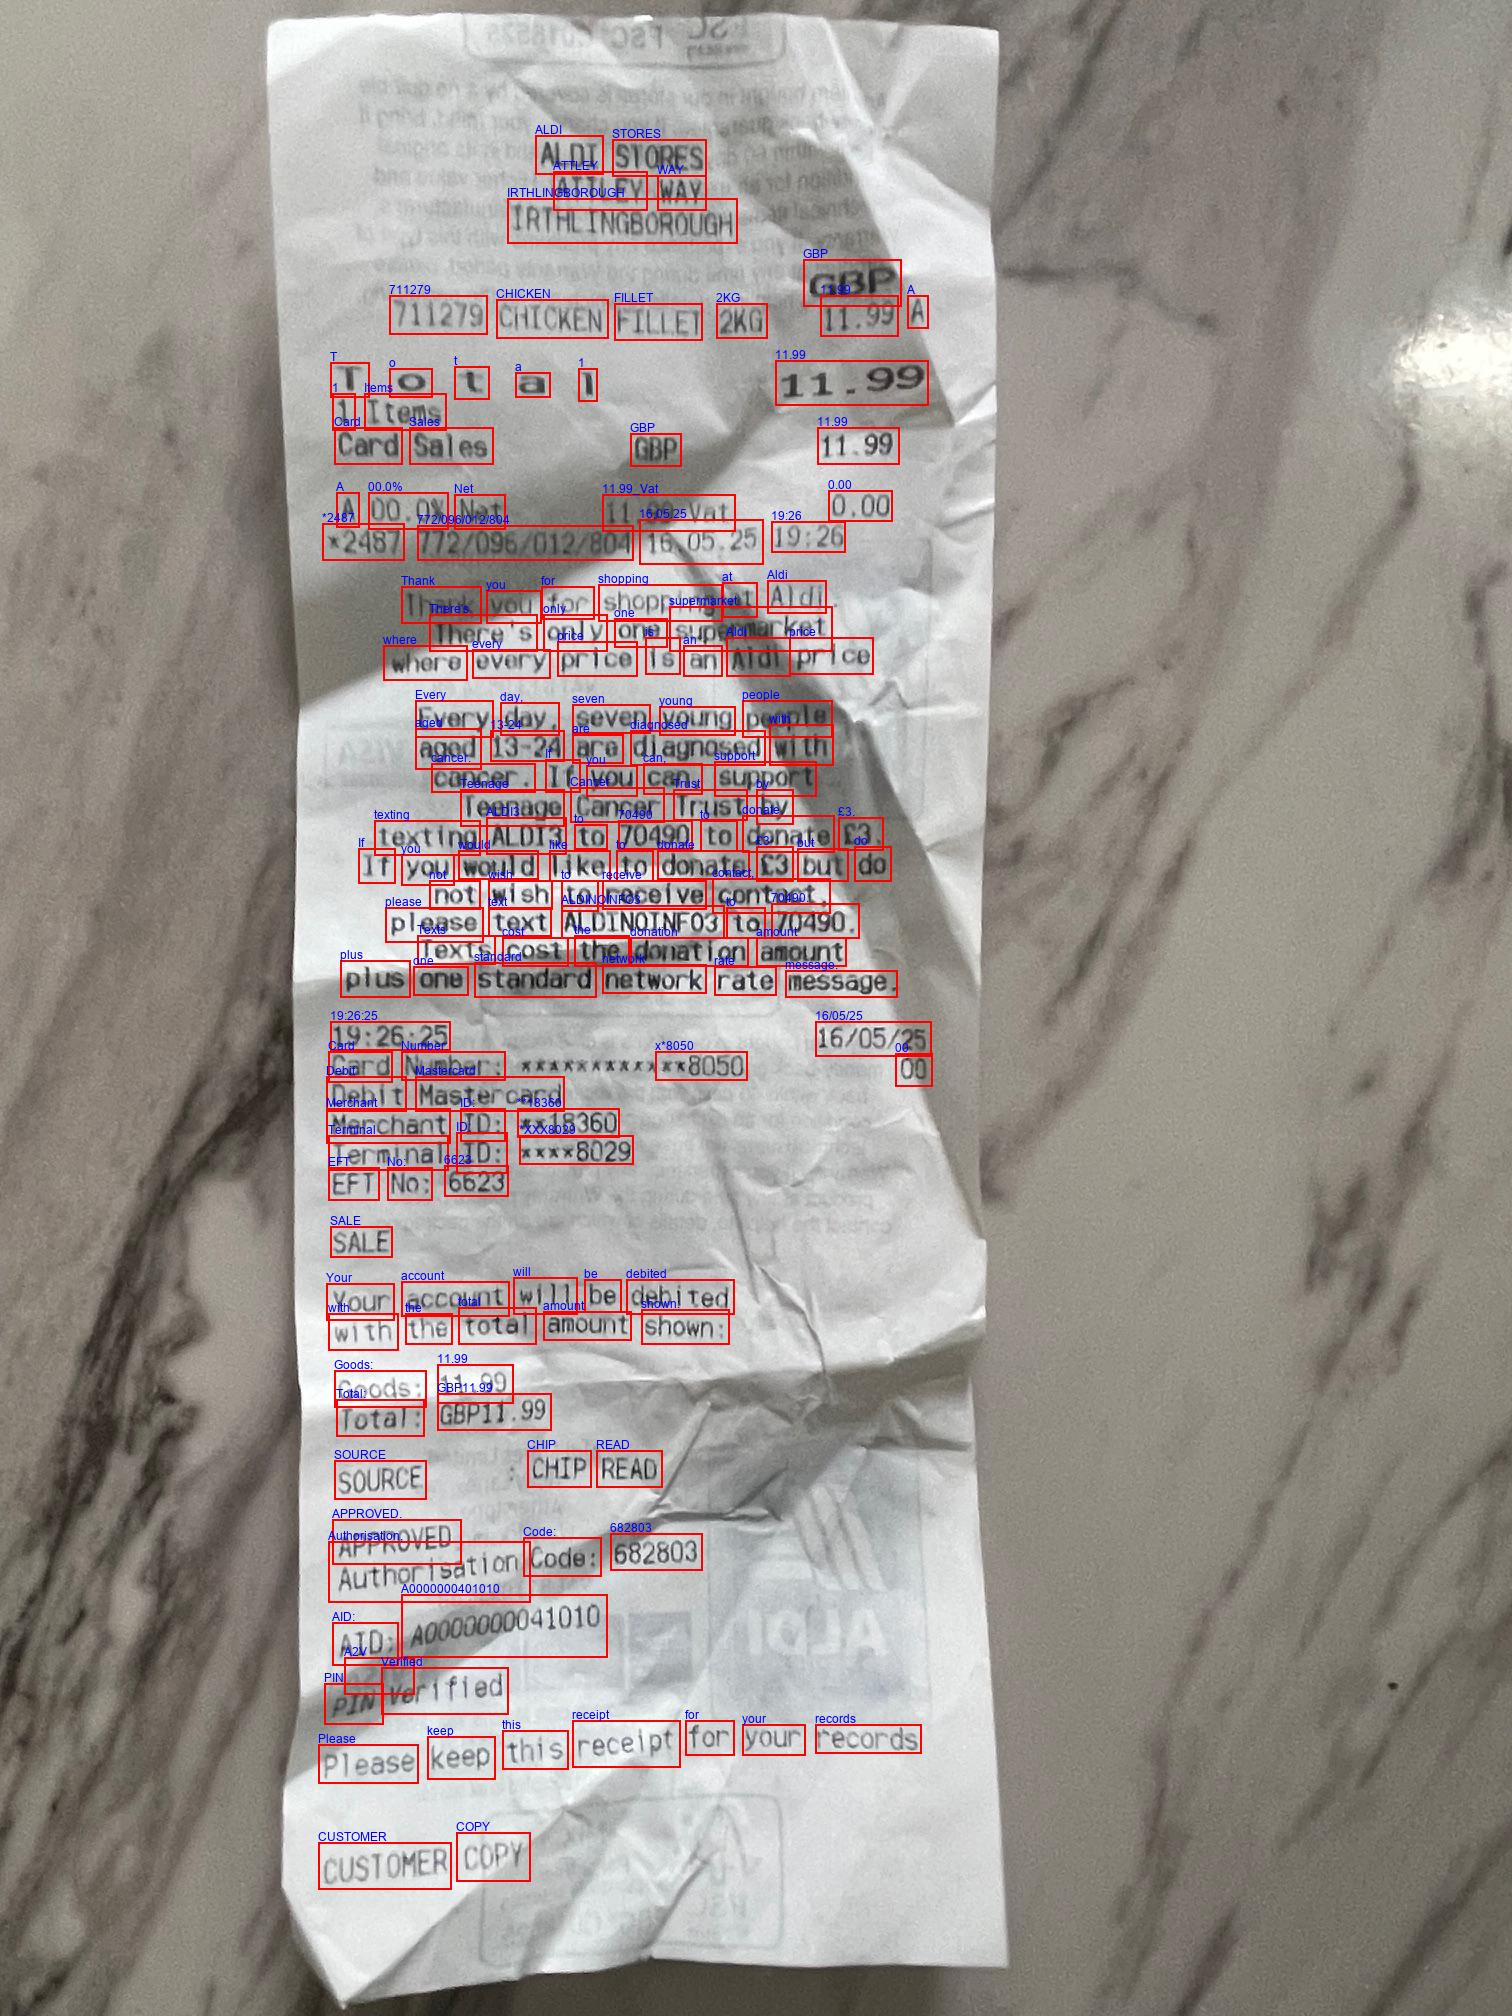 ALDI STORES
ATTLEY WAY
IRTHLINGBOROUGH
GBP
711279 CHICKEN FILLET 2KG 11.99 A
Total 11.99
1 Items
Card Sales GBP 11.99
A 00.0% Net 11.99 Vat 0.00
*2487 772/096/012/804 16.05.25 19:26
Thank you for shopping at Aldi.
There's only one supermarket
where every price is an Aldi price
Every day, seven young people
aged 13-24 are diagnosed with
cancer. If you can, support
Teenage Cancer Trust by
texting ALDI3 to 70490 to donate £3.
If you would like to donate £3 but do
not wish to receive contact,
please text ALDINOINFO3 to 70490.
Texts cost the donation amount
plus one standard network rate message.
19:26:25 16/05/25
Card Number: ************8050 00
Debit Mastercard
Merchant ID: **18360
Terminal ID: ****8029
EFT No: 6623
SALE
Your account will be debited
with the total amount shown:
Goods: 11.99
Total: GBP11.99
SOURCE : CHIP READ
APPROVED
Authorisation Code: 682803
AID: A0000000041010
PIN Verified
Please keep this receipt for your records
CUSTOMER COPY